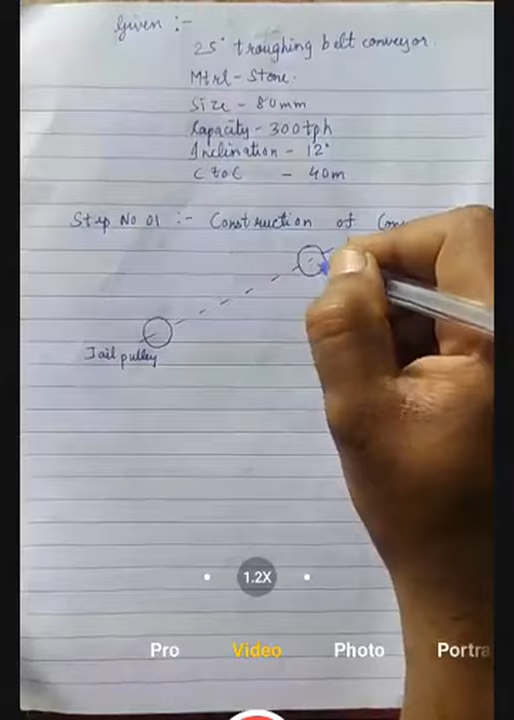 Given :-
25° troughing belt conveyor.
Mtrl - Stone.
Size - 80mm
Capacity - 300tph
Inclination - 12°
C to C - 40m
Step No 01 :- Construction of
Tail pulley
1.2X
Pro Video Photo Portra